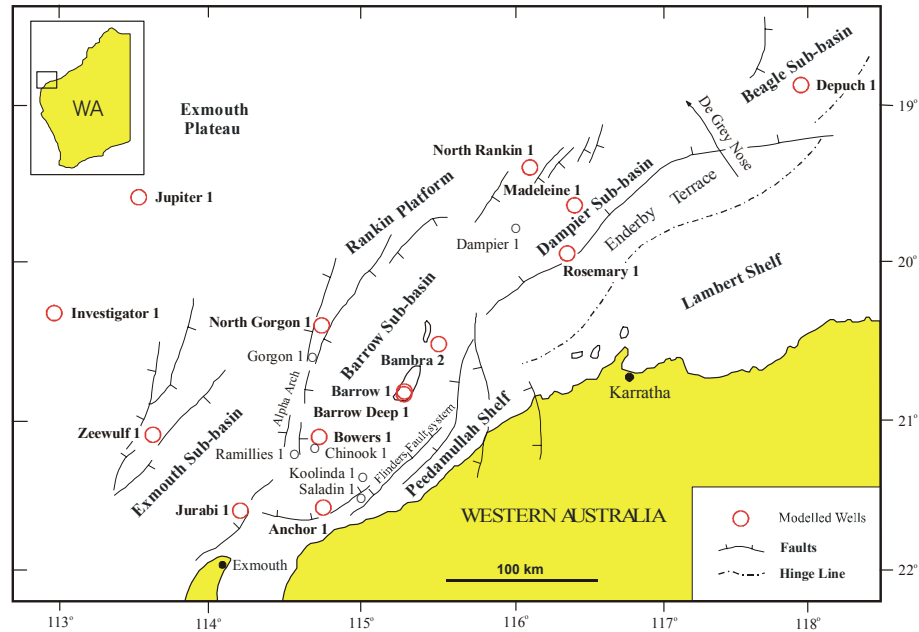 WA
Exmouth
Plateau
Beagle Sub-basin
Depuch 1
19°
De Grey Nose
North Rankin 1
Madeleine 1
Jupiter 1
Rankin Platform
Dampier Sub-basin
Enderby Terrace
Dampier 1
Rosemary 1
20°
Lambert Shelf
Investigator 1
North Gorgon 1
Barrow Sub-basin
Gorgon 1
Bambra 2
Alpha Arch
Barrow 1
Barrow Deep 1
Karratha
Zeewulf 1
Exmouth Sub-basin
Bowers 1
Ramillies 1
Chinook 1
Flinders Fault system
Peedamullah Shelf
21°
Koolinda 1
Saladin 1
Jurabi 1
Anchor 1
WESTERN AUSTRALIA
Exmouth
100 km
Modelled Wells
Faults
Hinge Line
22°
113°
114°
115°
116°
117°
118°